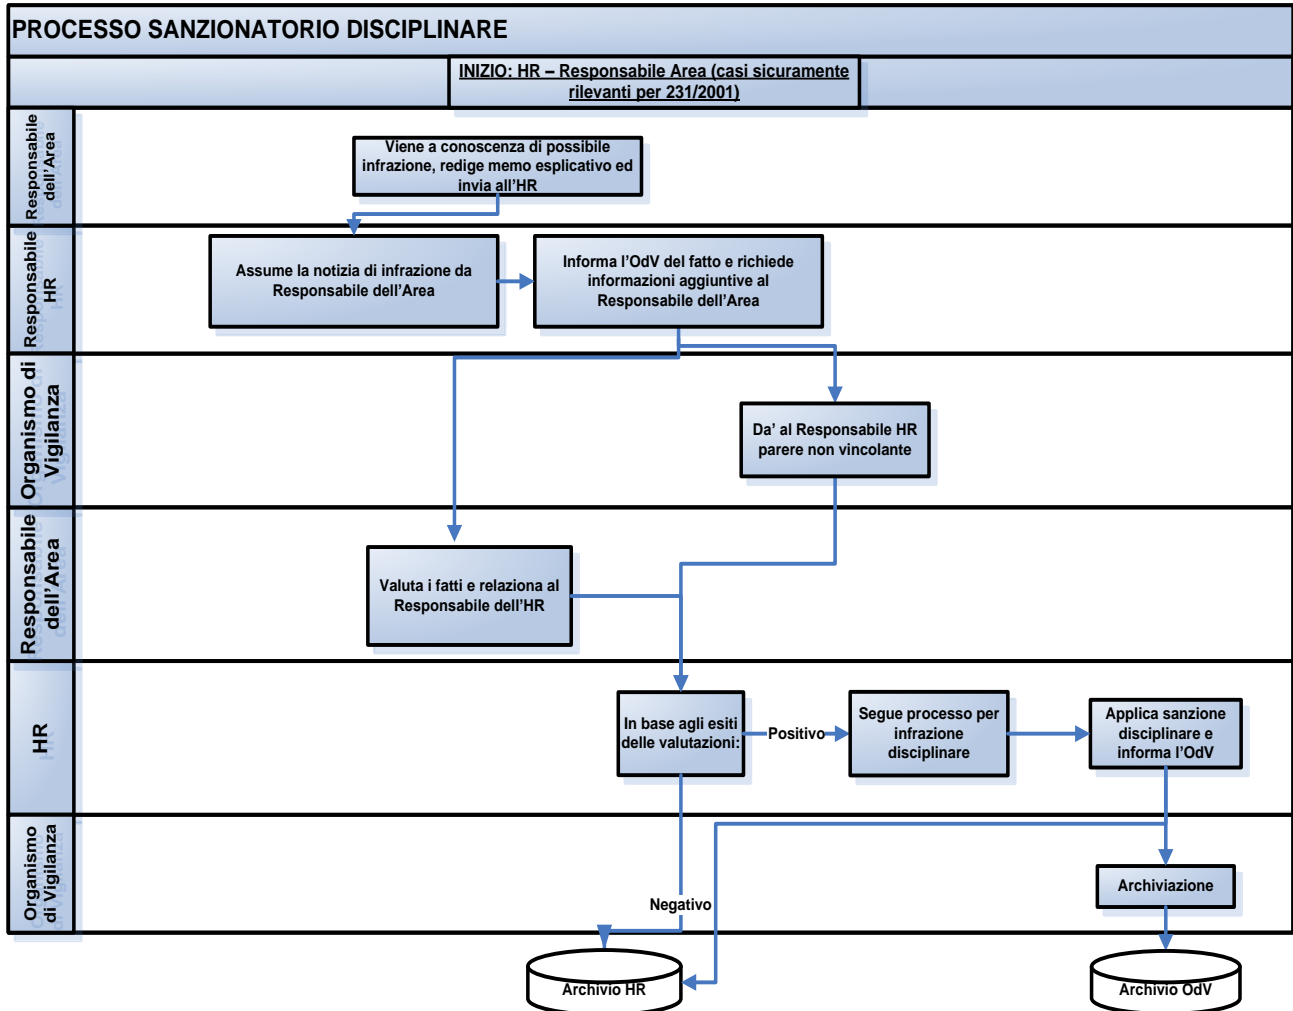 PROCESSO SANZIONATORIO DISCIPLINARE
INIZIO: HR – Responsabile Area (casi sicuramente
rilevanti per 231/2001)
Responsabile
dell'Area
Viene a conoscenza di possibile
infrazione, redige memo esplicativo ed
invia all'HR
Responsabile
HR
Assume la notizia di infrazione da
Responsabile dell'Area
Informa l'OdV del fatto e richiede
informazioni aggiuntive al
Responsabile dell'Area
Organismo di
Vigilanza
Da' al Responsabile HR
parere non vincolante
Responsabile
dell'Area
Valuta i fatti e relaziona al
Responsabile dell'HR
HR
In base agli esiti
delle valutazioni:
Positivo
Segue processo per
infrazione
disciplinare
Applica sanzione
disciplinare e
informa l'OdV
Organismo
di Vigilanza
Archiviazione
Negativo
Archivio HR
Archivio OdV